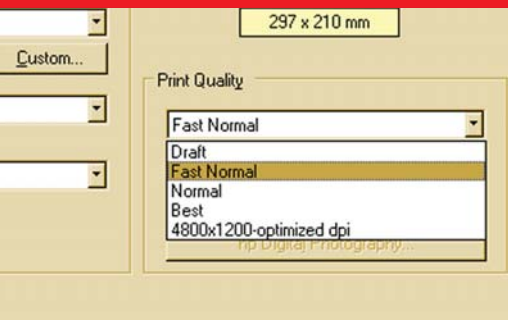 297 x 210 mm
Custom...
Print Quality
Fast Normal
Draft
Fast Normal
Normal
Best
4800x1200-optimized dpi
hp Digital Photography...